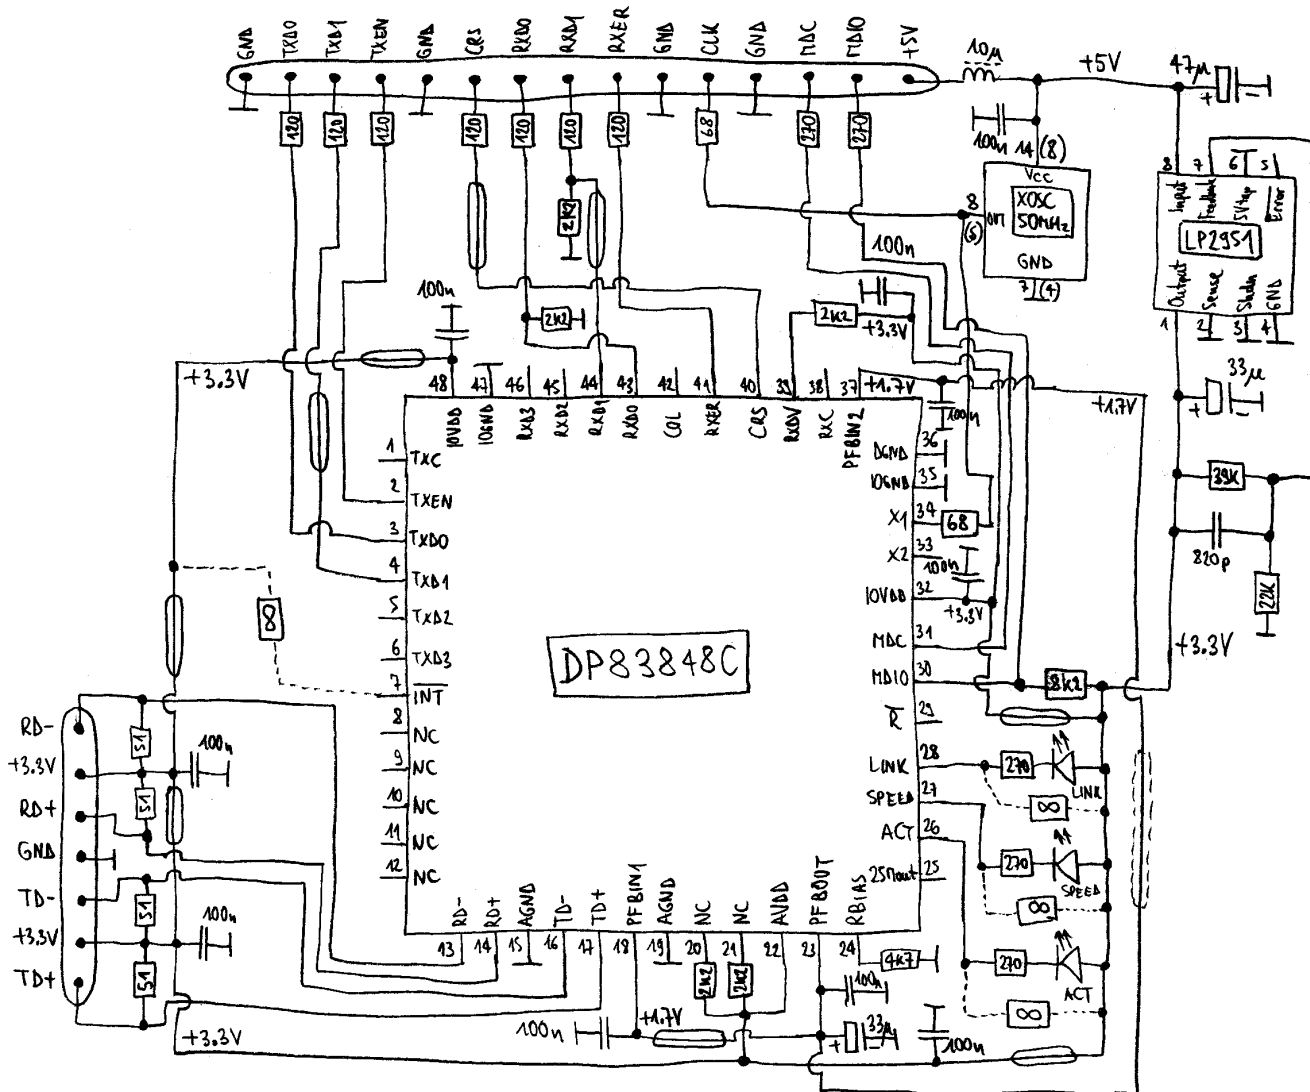 GND TXD0 TXD1 TXEN GND CRS RXD0 RXD1 RXER GND CLK GND MDC MDIO +5V
10µ
+5V
47µ
+ -
120 120 120 120 120 120 120 68 270 270
100n
14 (8)
Vcc
XOSC
50MHz
OUT
8
(5)
GND
7 (4)
8 7 6 5
Input Feedback 5Vtap Error
LP2951
Output Sense Shdn GND
1 2 3 4
2k2
100n
100n
2k2
2k2
+3.3V
+3.3V
33µ
+ -
48 47 46 45 44 43 42 41 40 39 38 37
+1.7V
100n
+1.7V
IOVDD IOGND RXD3 RXD2 RXD1 RXD0 COL RXER CRS RXDV RXC PFBIN2
1 TXC
2 TXEN
3 TXD0
4 TXD1
5 TXD2
6 TXD3
7 INT
8 NC
9 NC
10 NC
11 NC
12 NC
DP83848C
DGND 36
IOGND 35
X1 34
68
X2 33
100n
IOVDD 32
+3.3V
MDC 31
MDIO 30
8k2
R 29
LINK 28
270
LINK
∞
SPEED 27
270
SPEED
∞
ACT 26
270
ACT
∞
25Mout 25
39K
820p
22K
+3.3V
∞
RD-
+3.3V
RD+
GND
TD-
+3.3V
TD+
51
51
51
51
100n
100n
RD- RD+ AGND TD- TD+ PFBIN1 AGND NC NC AVDD PFBOUT RBIAS
13 14 15 16 17 18 19 20 21 22 23 24
2k2 2k2
4k7
100n
+1.7V
100n
33µ
+ -
100n
+3.3V